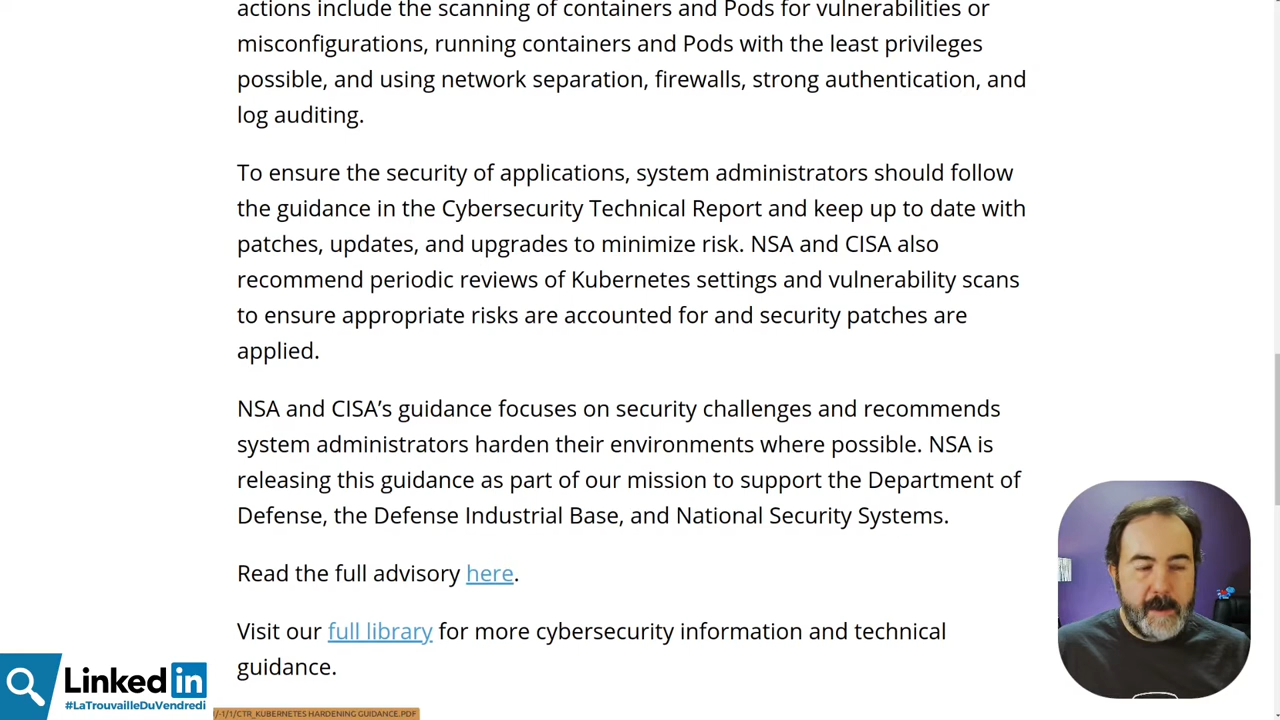 actions include the scanning of containers and Pods for vulnerabilities or
misconfigurations, running containers and Pods with the least privileges
possible, and using network separation, firewalls, strong authentication, and
log auditing.
To ensure the security of applications, system administrators should follow
the guidance in the Cybersecurity Technical Report and keep up to date with
patches, updates, and upgrades to minimize risk. NSA and CISA also
recommend periodic reviews of Kubernetes settings and vulnerability scans
to ensure appropriate risks are accounted for and security patches are
applied.
NSA and CISA’s guidance focuses on security challenges and recommends
system administrators harden their environments where possible. NSA is
releasing this guidance as part of our mission to support the Department of
Defense, the Defense Industrial Base, and National Security Systems.
Read the full advisory here.
Visit our full library for more cybersecurity information and technical
guidance.
Linked in
#LaTrouvailleDuVendredi
/-1/1/CTR_KUBERNETES HARDENING GUIDANCE.PDF